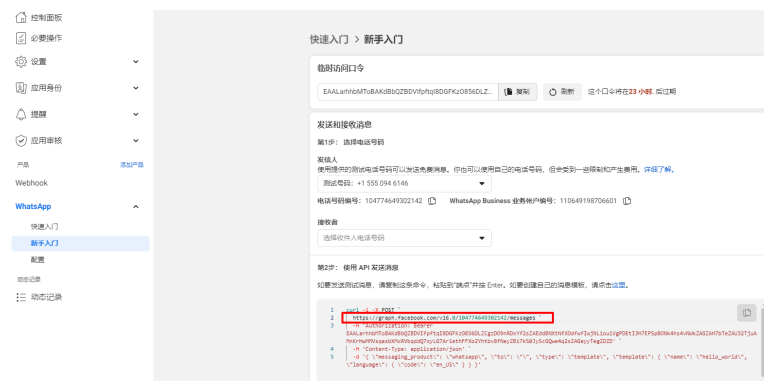 控制面板
必要操作
设置
应用身份
提醒
应用审核
产品
添加产品
Webhook
WhatsApp
快速入门
新手入门
配置
动态记录
动态记录
快速入门 > 新手入门
临时访问口令
复制
刷新
这个口令将在23 小时. 后过期
发送和接收消息
第1步： 选择电话号码
发信人
使用提供的测试电话号码可以发送免费消息。你也可以使用自己的电话号码，但会受到一些限制和产生费用。详细了解。
测试号码：+1 555 094 6146
电话号码编号：104774649302142
WhatsApp Business 业务帐户编号：110649198706601
接收者
选择收件人电话号码
第2步： 使用 API 发送消息
如要发送测试消息，请复制这条命令，粘贴到"端点"并按 Enter。如要创建自己的消息模板，请点击这里。
1 curl -i -X POST `
2 https://graph.facebook.com/v16.0/104774649302142/messages `
3 -H 'Authorization: Bearer
4 -H 'Content-Type: application/json' `
5 -d '{ \"messaging_product\": \"whatsapp\", \"to\": \"\", \"type\": \"template\", \"template\": { \"name\": \"hello_world\",
\"language\": { \"code\": \"en_US\" } } }'